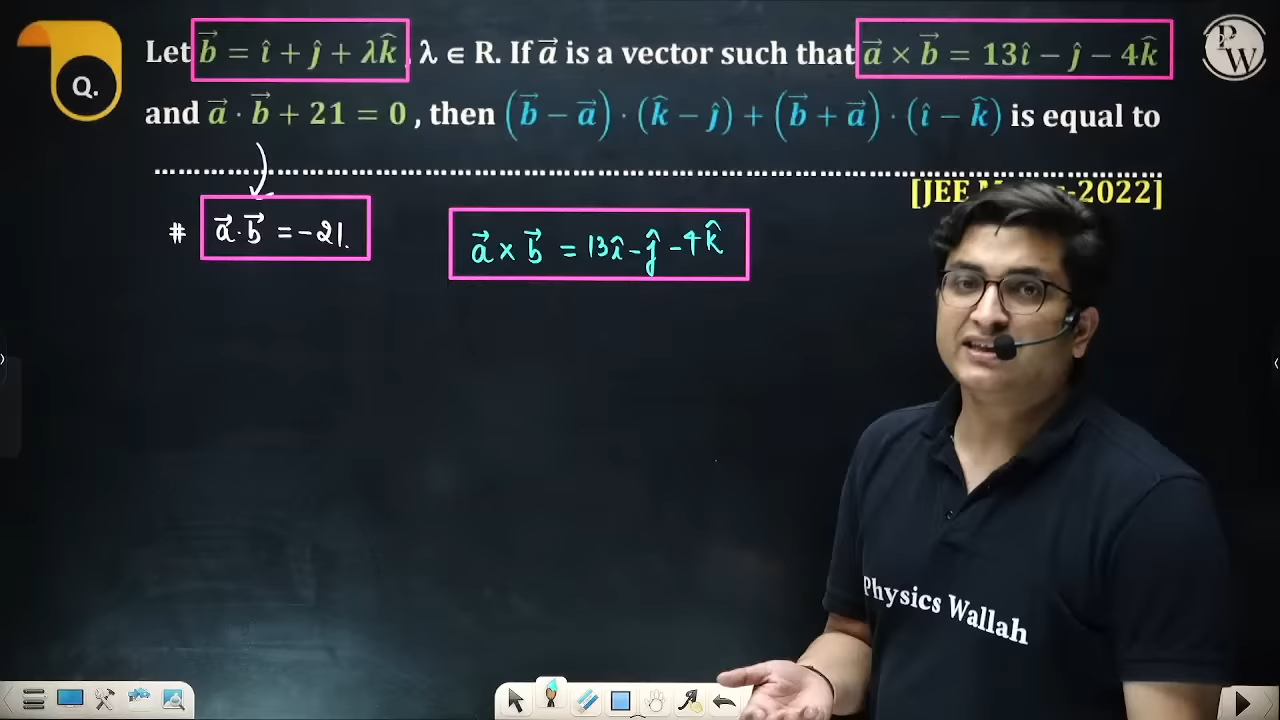 Q.
Let b⃗ = î + ĵ + λk̂, λ ∈ R. If a⃗ is a vector such that a⃗ × b⃗ = 13î − ĵ − 4k̂
and a⃗ · b⃗ + 21 = 0 , then (b⃗ − a⃗) · (k̂ − ĵ) + (b⃗ + a⃗) · (î − k̂) is equal to
[JEE 2022]
# a⃗·b⃗ = −21.
a⃗ × b⃗ = 13î − ĵ − 4k̂
PW
Physics Wallah